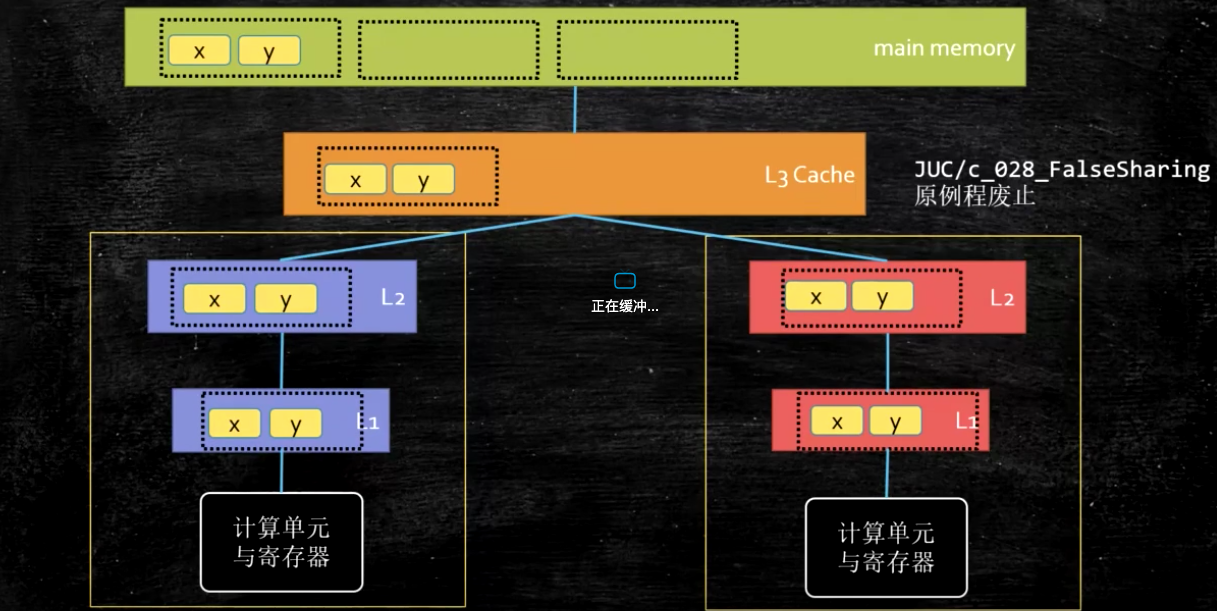 x y
main memory
x y
L3 Cache
JUC/c_028_FalseSharing
原例程废止
x y
L2
正在缓冲...
x y
L2
x y
L1
x y
L1
计算单元
与寄存器
计算单元
与寄存器